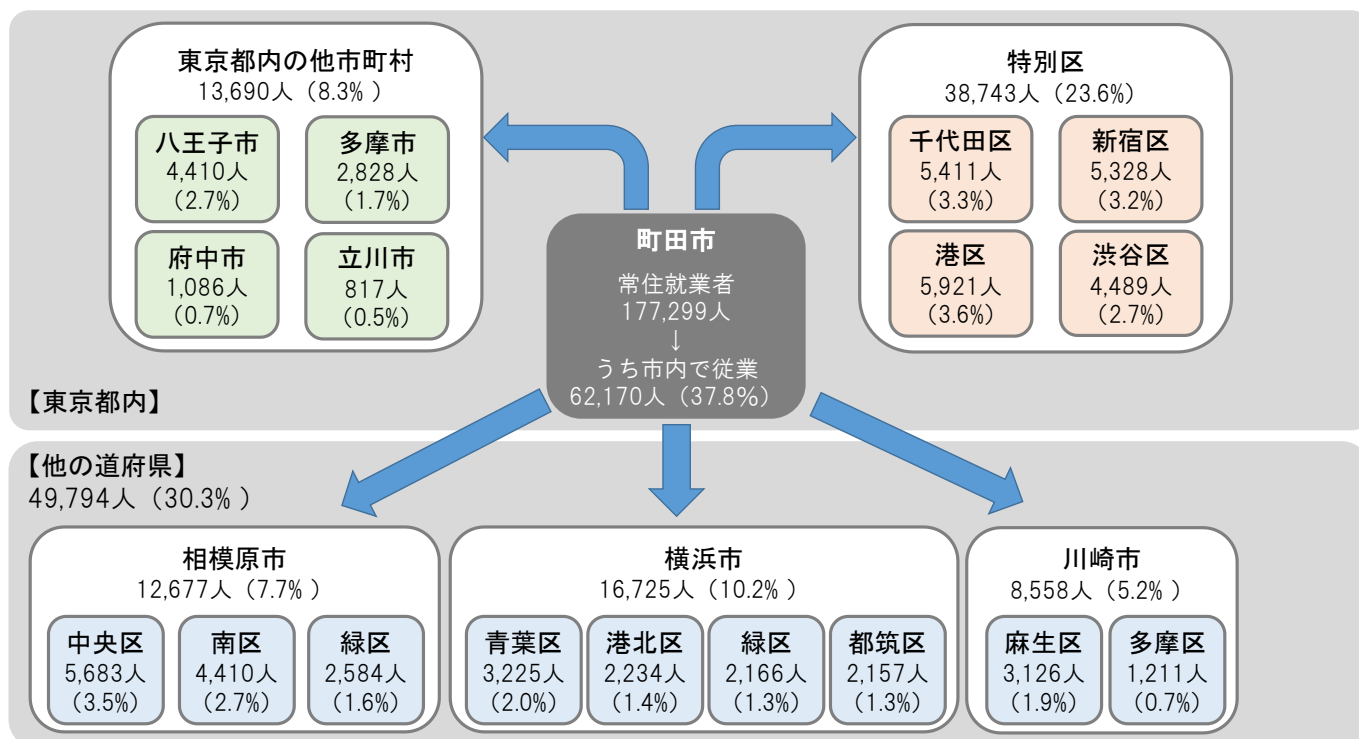 東京都内の他市町村
13,690人（8.3%）
八王子市
4,410人
(2.7%)
多摩市
2,828人
(1.7%)
府中市
1,086人
(0.7%)
立川市
817人
(0.5%)
特別区
38,743人（23.6%）
千代田区
5,411人
(3.3%)
新宿区
5,328人
(3.2%)
港区
5,921人
(3.6%)
渋谷区
4,489人
(2.7%)
町田市
常住就業者
177,299人
↓
うち市内で従業
62,170人（37.8%）
【東京都内】
【他の道府県】
49,794人（30.3%）
相模原市
12,677人（7.7%）
中央区
5,683人
(3.5%)
南区
4,410人
(2.7%)
緑区
2,584人
(1.6%)
横浜市
16,725人（10.2%）
青葉区
3,225人
(2.0%)
港北区
2,234人
(1.4%)
緑区
2,166人
(1.3%)
都筑区
2,157人
(1.3%)
川崎市
8,558人（5.2%）
麻生区
3,126人
(1.9%)
多摩区
1,211人
(0.7%)